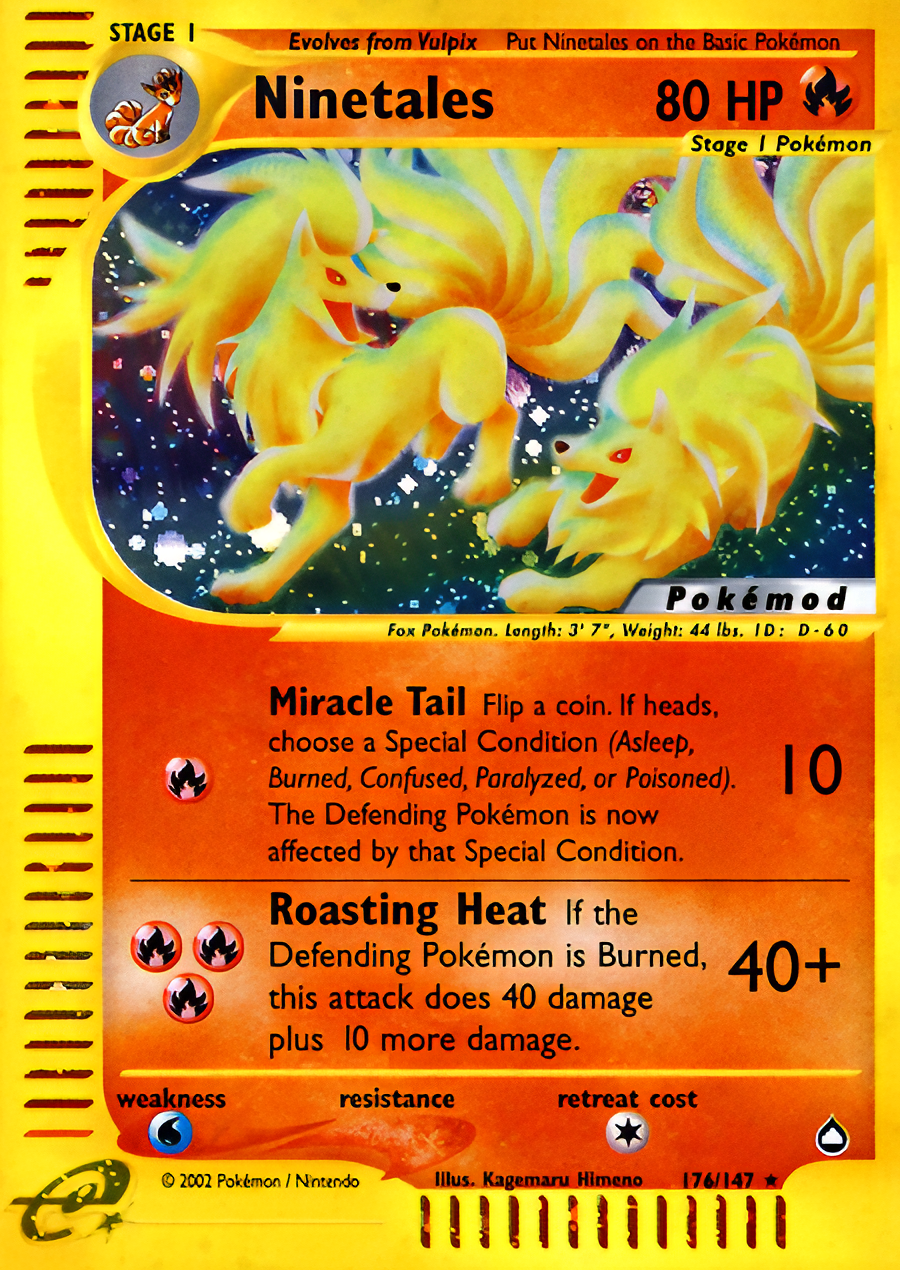 STAGE 1
Evolves from Vulpix Put Ninetales on the Basic Pokémon
Ninetales 80 HP
Stage 1 Pokémon
Pokémod
Fox Pokémon. Length: 3' 7", Weight: 44 lbs. ID: D-60
Miracle Tail Flip a coin. If heads,
choose a Special Condition (Asleep,
Burned, Confused, Paralyzed, or Poisoned).
The Defending Pokémon is now
affected by that Special Condition.
10
Roasting Heat If the
Defending Pokémon is Burned,
this attack does 40 damage
plus 10 more damage.
40+
weakness resistance retreat cost
© 2002 Pokémon / Nintendo Illus. Kagemaru Himeno 176/147 ★